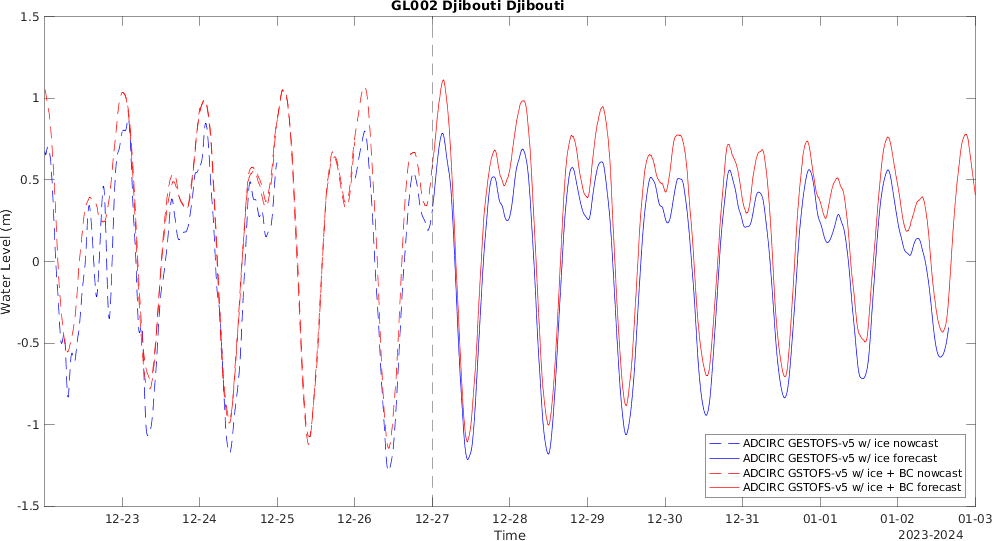 GL002 Djibouti Djibouti
Water Level (m)
1.5
1
0.5
0
-0.5
-1
-1.5
ADCIRC GESTOFS-v5 w/ ice nowcast
ADCIRC GESTOFS-v5 w/ ice forecast
ADCIRC GSTOFS-v5 w/ ice + BC nowcast
ADCIRC GSTOFS-v5 w/ ice + BC forecast
12-23 12-24 12-25 12-26 12-27 12-28 12-29 12-30 12-31 01-01 01-02 01-03
Time
2023-2024